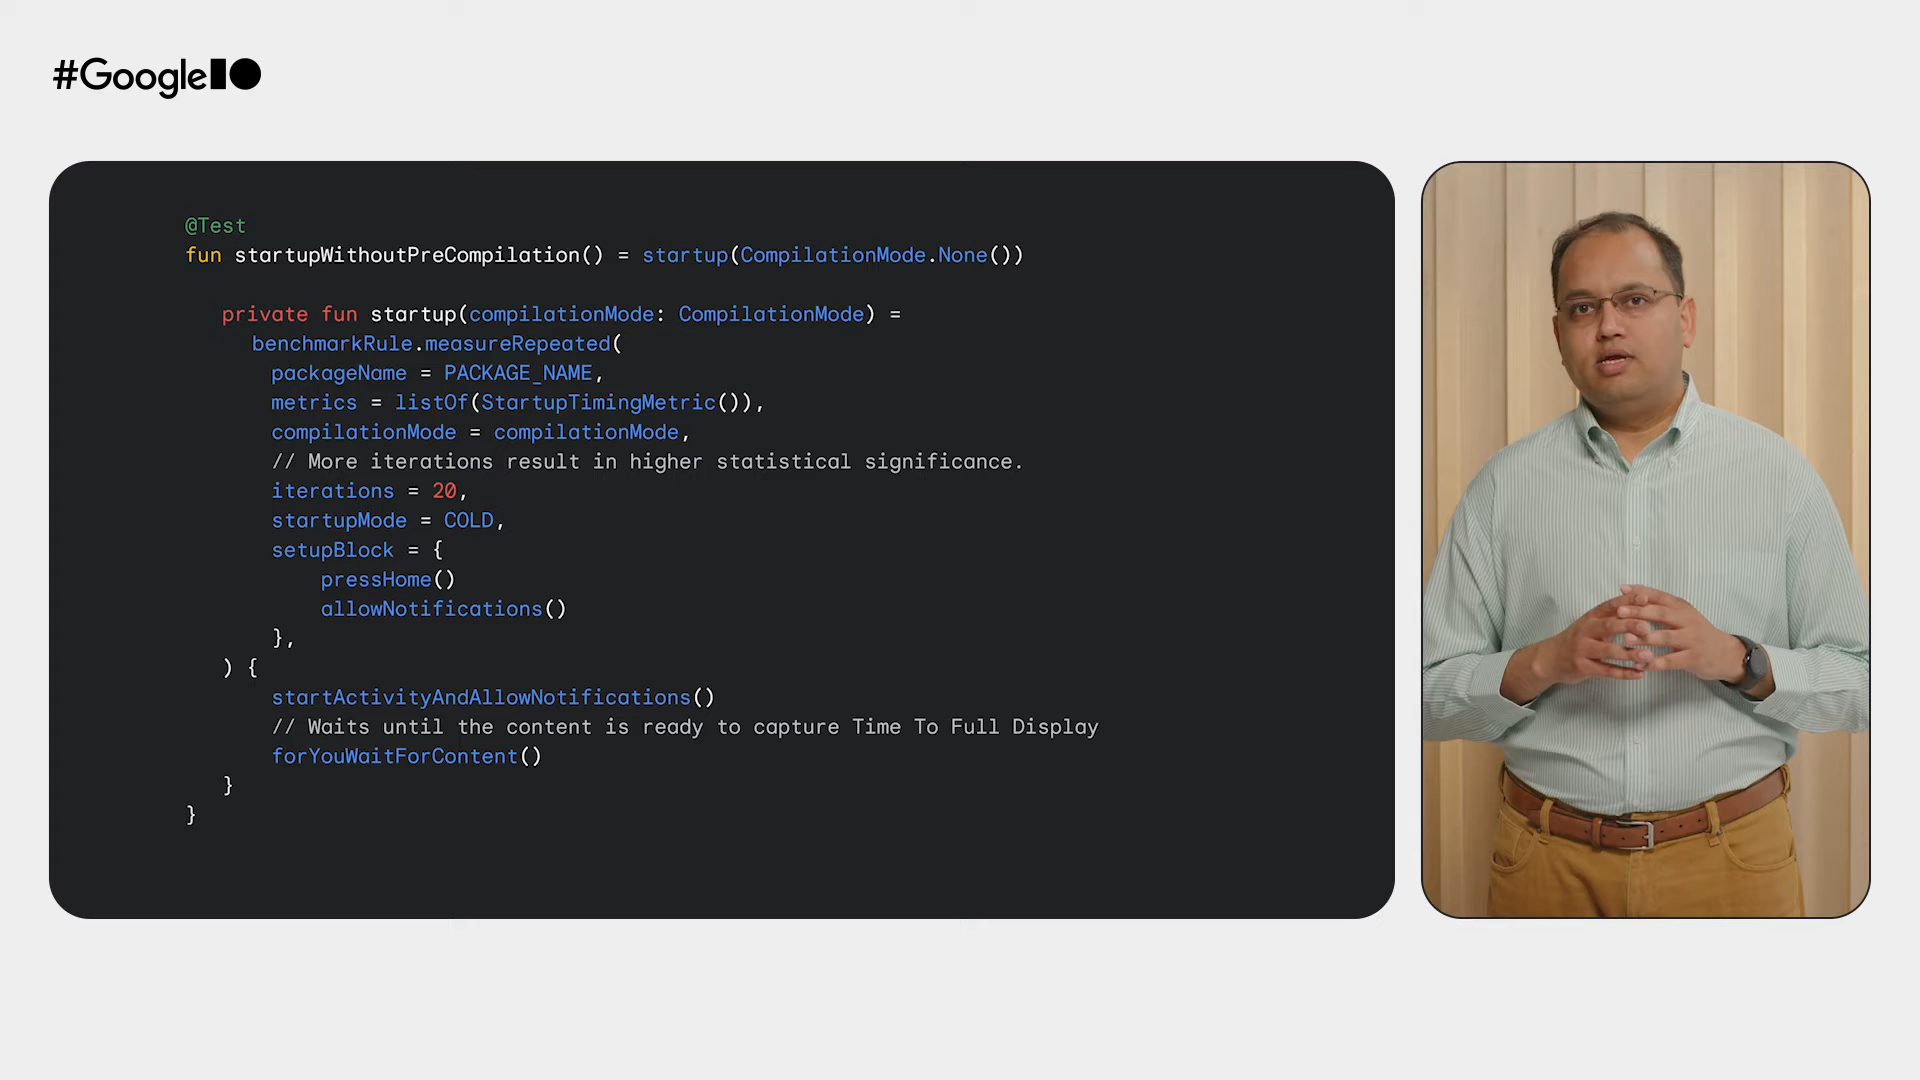 #GoogleIO
@Test
fun startupWithoutPreCompilation() = startup(CompilationMode.None())
private fun startup(compilationMode: CompilationMode) =
benchmarkRule.measureRepeated(
packageName = PACKAGE_NAME,
metrics = listOf(StartupTimingMetric()),
compilationMode = compilationMode,
// More iterations result in higher statistical significance.
iterations = 20,
startupMode = COLD,
setupBlock = {
pressHome()
allowNotifications()
},
) {
startActivityAndAllowNotifications()
// Waits until the content is ready to capture Time To Full Display
forYouWaitForContent()
}
}